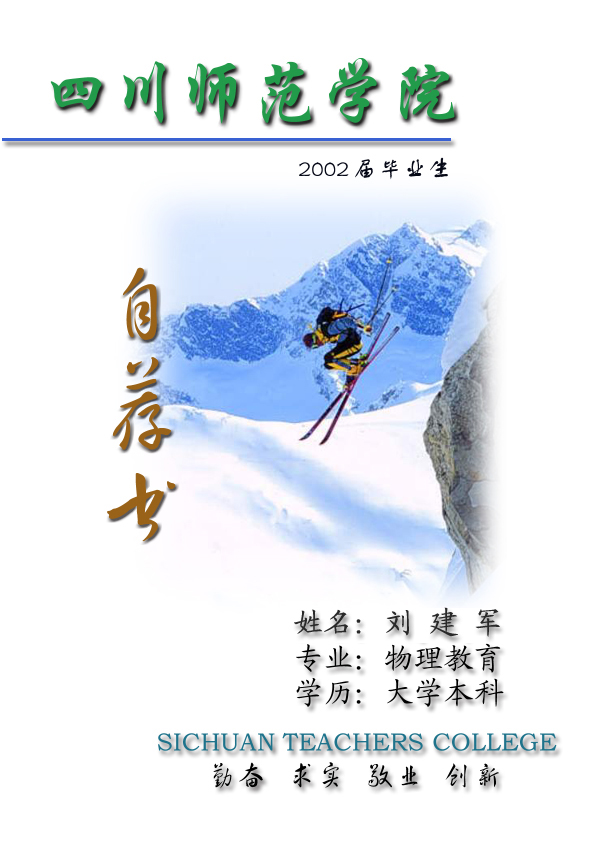 四川师范学院
2002届毕业生
自荐书
姓名：刘建军
专业：物理教育
学历：大学本科
SICHUAN TEACHERS COLLEGE
勤奋 求实 敬业 创新